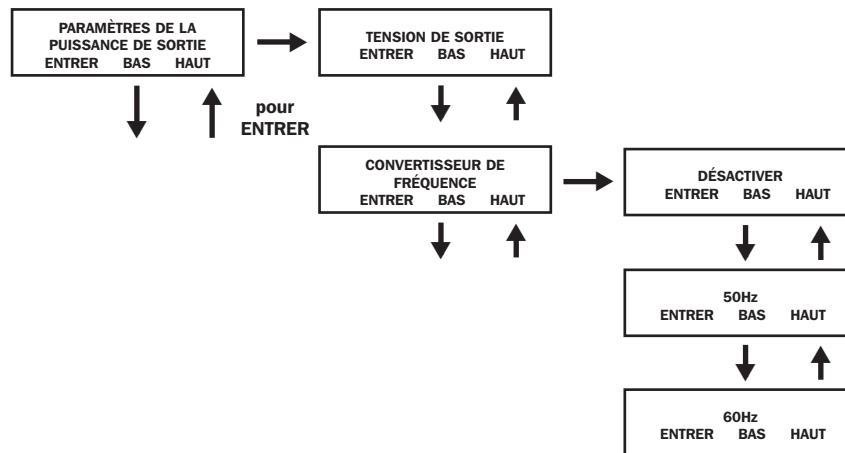 PARAMÈTRES DE LA
PUISSANCE DE SORTIE
ENTRER BAS HAUT
TENSION DE SORTIE
ENTRER BAS HAUT
pour
ENTRER
CONVERTISSEUR DE
FRÉQUENCE
ENTRER BAS HAUT
DÉSACTIVER
ENTRER BAS HAUT
50Hz
ENTRER BAS HAUT
60Hz
ENTRER BAS HAUT